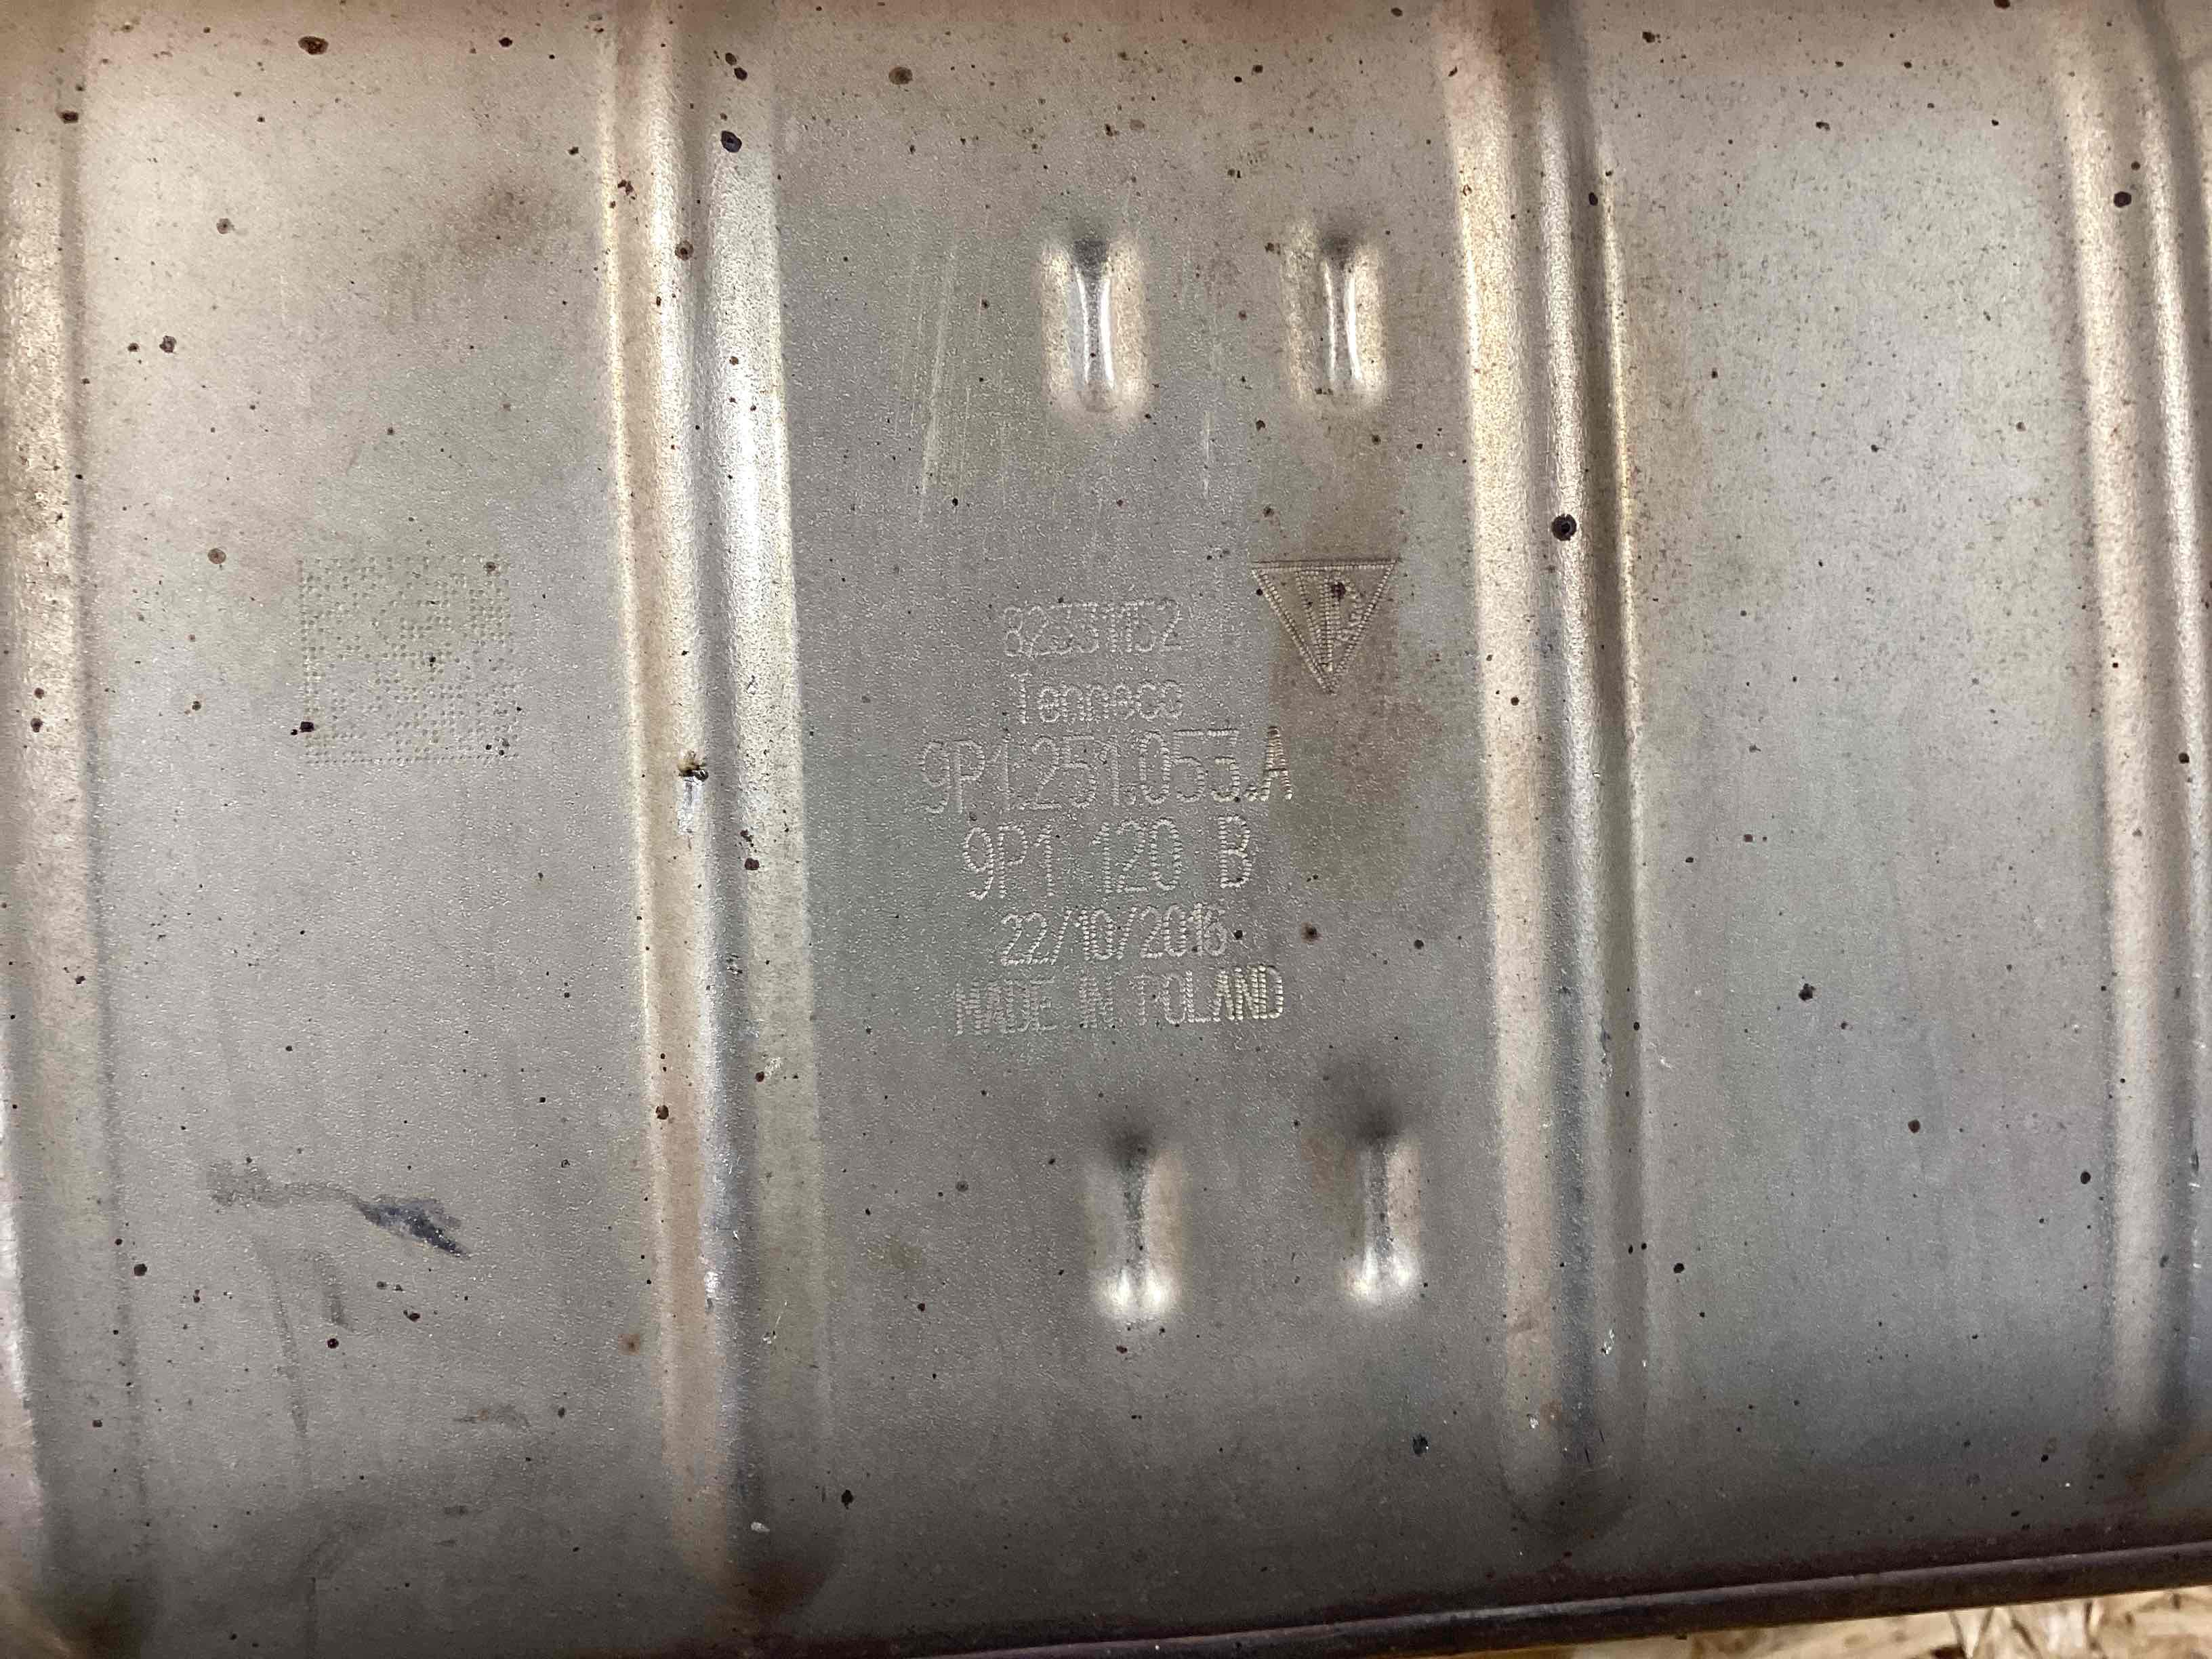 82331152
Tenneco
9P1.251.053.A
9P1 120 B
22/10/2016
MADE IN POLAND